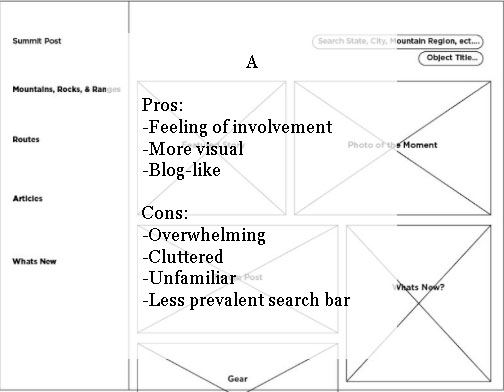 Summit Post
Search State, City, Mountain Region, ect....
Object Title...
A
Mountains, Rocks, & Ranges
Pros:
-Feeling of involvement
-More visual
-Blog-like
Routes
Photo of the Moment
Articles
Cons:
-Overwhelming
-Cluttered
-Unfamiliar
-Less prevalent search bar
Whats New
Post
Whats New?
Gear